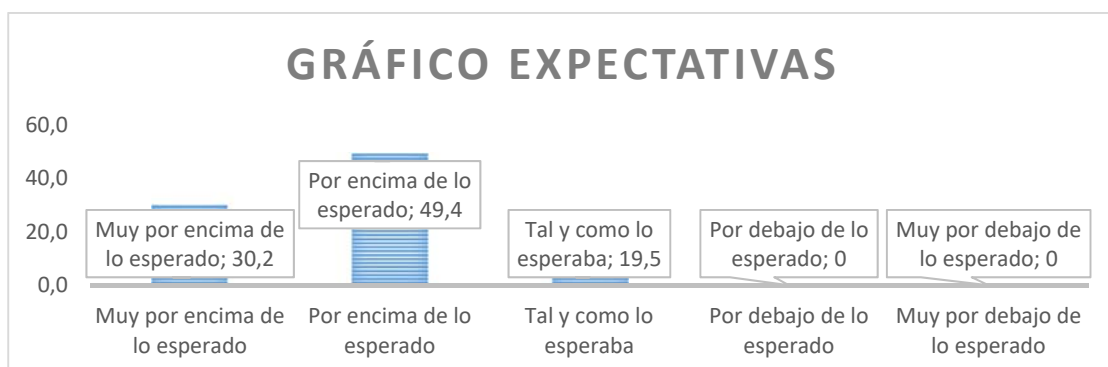 GRÁFICO EXPECTATIVAS
60,0
40,0
20,0
0,0
Muy por encima de
lo esperado; 30,2
Por encima de lo
esperado; 49,4
Tal y como lo
esperaba; 19,5
Por debajo de lo
esperado; 0
Muy por debajo de
lo esperado; 0
Muy por encima de
lo esperado
Por encima de lo
esperado
Tal y como lo
esperaba
Por debajo de lo
esperado
Muy por debajo de
lo esperado